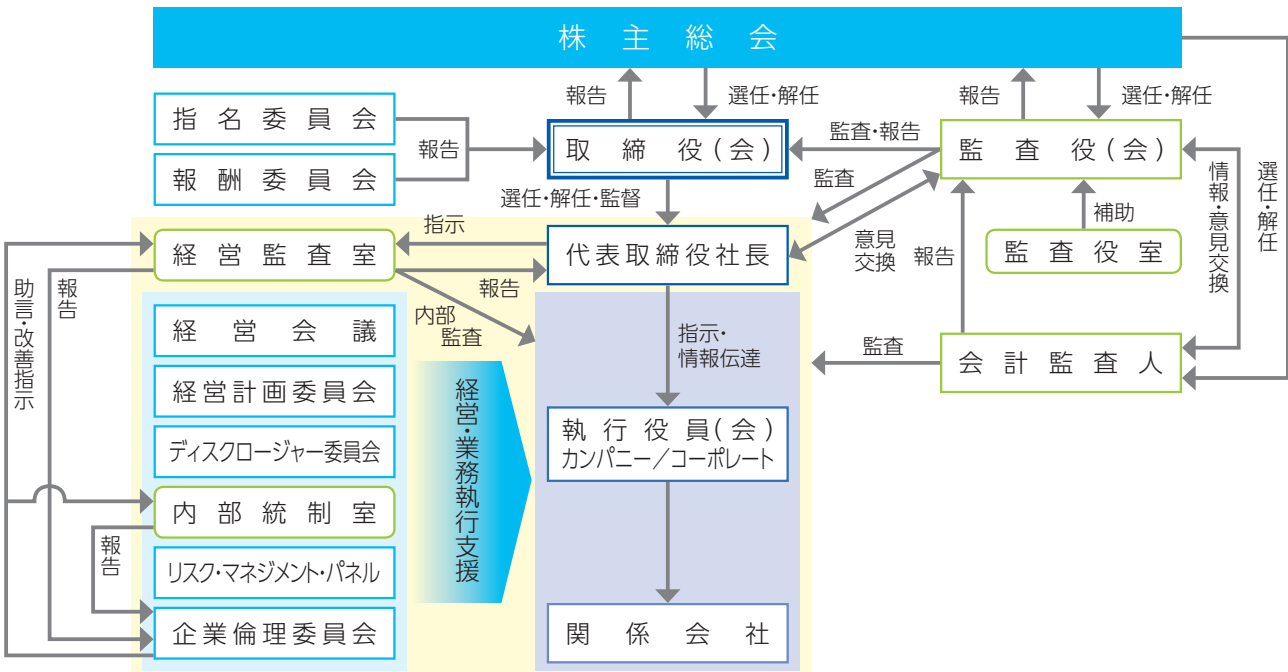 株主総会
報告
選任・解任
報告
選任・解任
指名委員会
報酬委員会
報告
取締役(会)
監査・報告
監査役(会)
監査
選任・解任・監督
情報・意見交換
選任・解任
指示
経営監査室
代表取締役社長
意見
交換
報告
補助
監査役室
報告
助言・改善指示
報告
内部
監査
経営会議
指示・
情報伝達
監査
会計監査人
経営計画委員会
経営・業務執行支援
執行役員(会)
カンパニー/コーポレート
ディスクロージャー委員会
内部統制室
報告
リスク・マネジメント・パネル
企業倫理委員会
関係会社